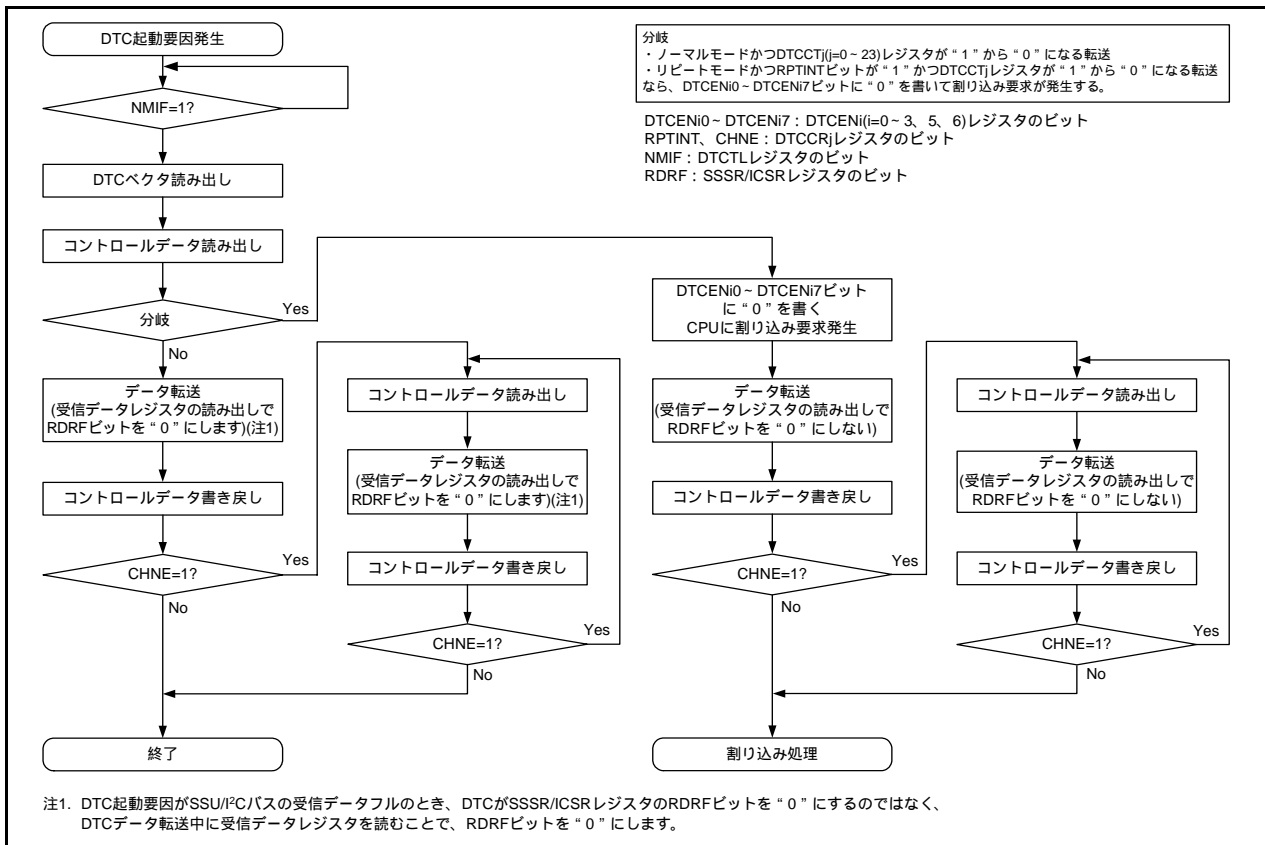 DTC起動要因発生
NMIF=1?
DTCベクタ読み出し
コントロールデータ読み出し
分岐
Yes
No
データ転送
(受信データレジスタの読み出しで
RDRFビットを“0”にします)(注1)
コントロールデータ書き戻し
CHNE=1?
Yes
No
終了
コントロールデータ読み出し
データ転送
(受信データレジスタの読み出しで
RDRFビットを“0”にします)(注1)
コントロールデータ書き戻し
CHNE=1?
Yes
No
分岐
・ノーマルモードかつDTCCTj(j=0~23)レジスタが“1”から“0”になる転送
・リピートモードかつRPTINTビットが“1”かつDTCCTjレジスタが“1”から“0”になる転送
なら、DTCENi0~DTCENi7ビットに“0”を書いて割り込み要求が発生する。
DTCENi0~DTCENi7:DTCENi(i=0~3、5、6)レジスタのビット
RPTINT、CHNE:DTCCRjレジスタのビット
NMIF:DTCTLレジスタのビット
RDRF:SSSR/ICSRレジスタのビット
DTCENi0~DTCENi7ビット
に“0”を書く
CPUに割り込み要求発生
データ転送
(受信データレジスタの読み出しで
RDRFビットを“0”にしない)
コントロールデータ書き戻し
CHNE=1?
Yes
No
割り込み処理
コントロールデータ読み出し
データ転送
(受信データレジスタの読み出しで
RDRFビットを“0”にしない)
コントロールデータ書き戻し
CHNE=1?
Yes
No
注1. DTC起動要因がSSU/I²Cバスの受信データフルのとき、DTCがSSSR/ICSRレジスタのRDRFビットを“0”にするのではなく、
DTCデータ転送中に受信データレジスタを読むことで、RDRFビットを“0”にします。